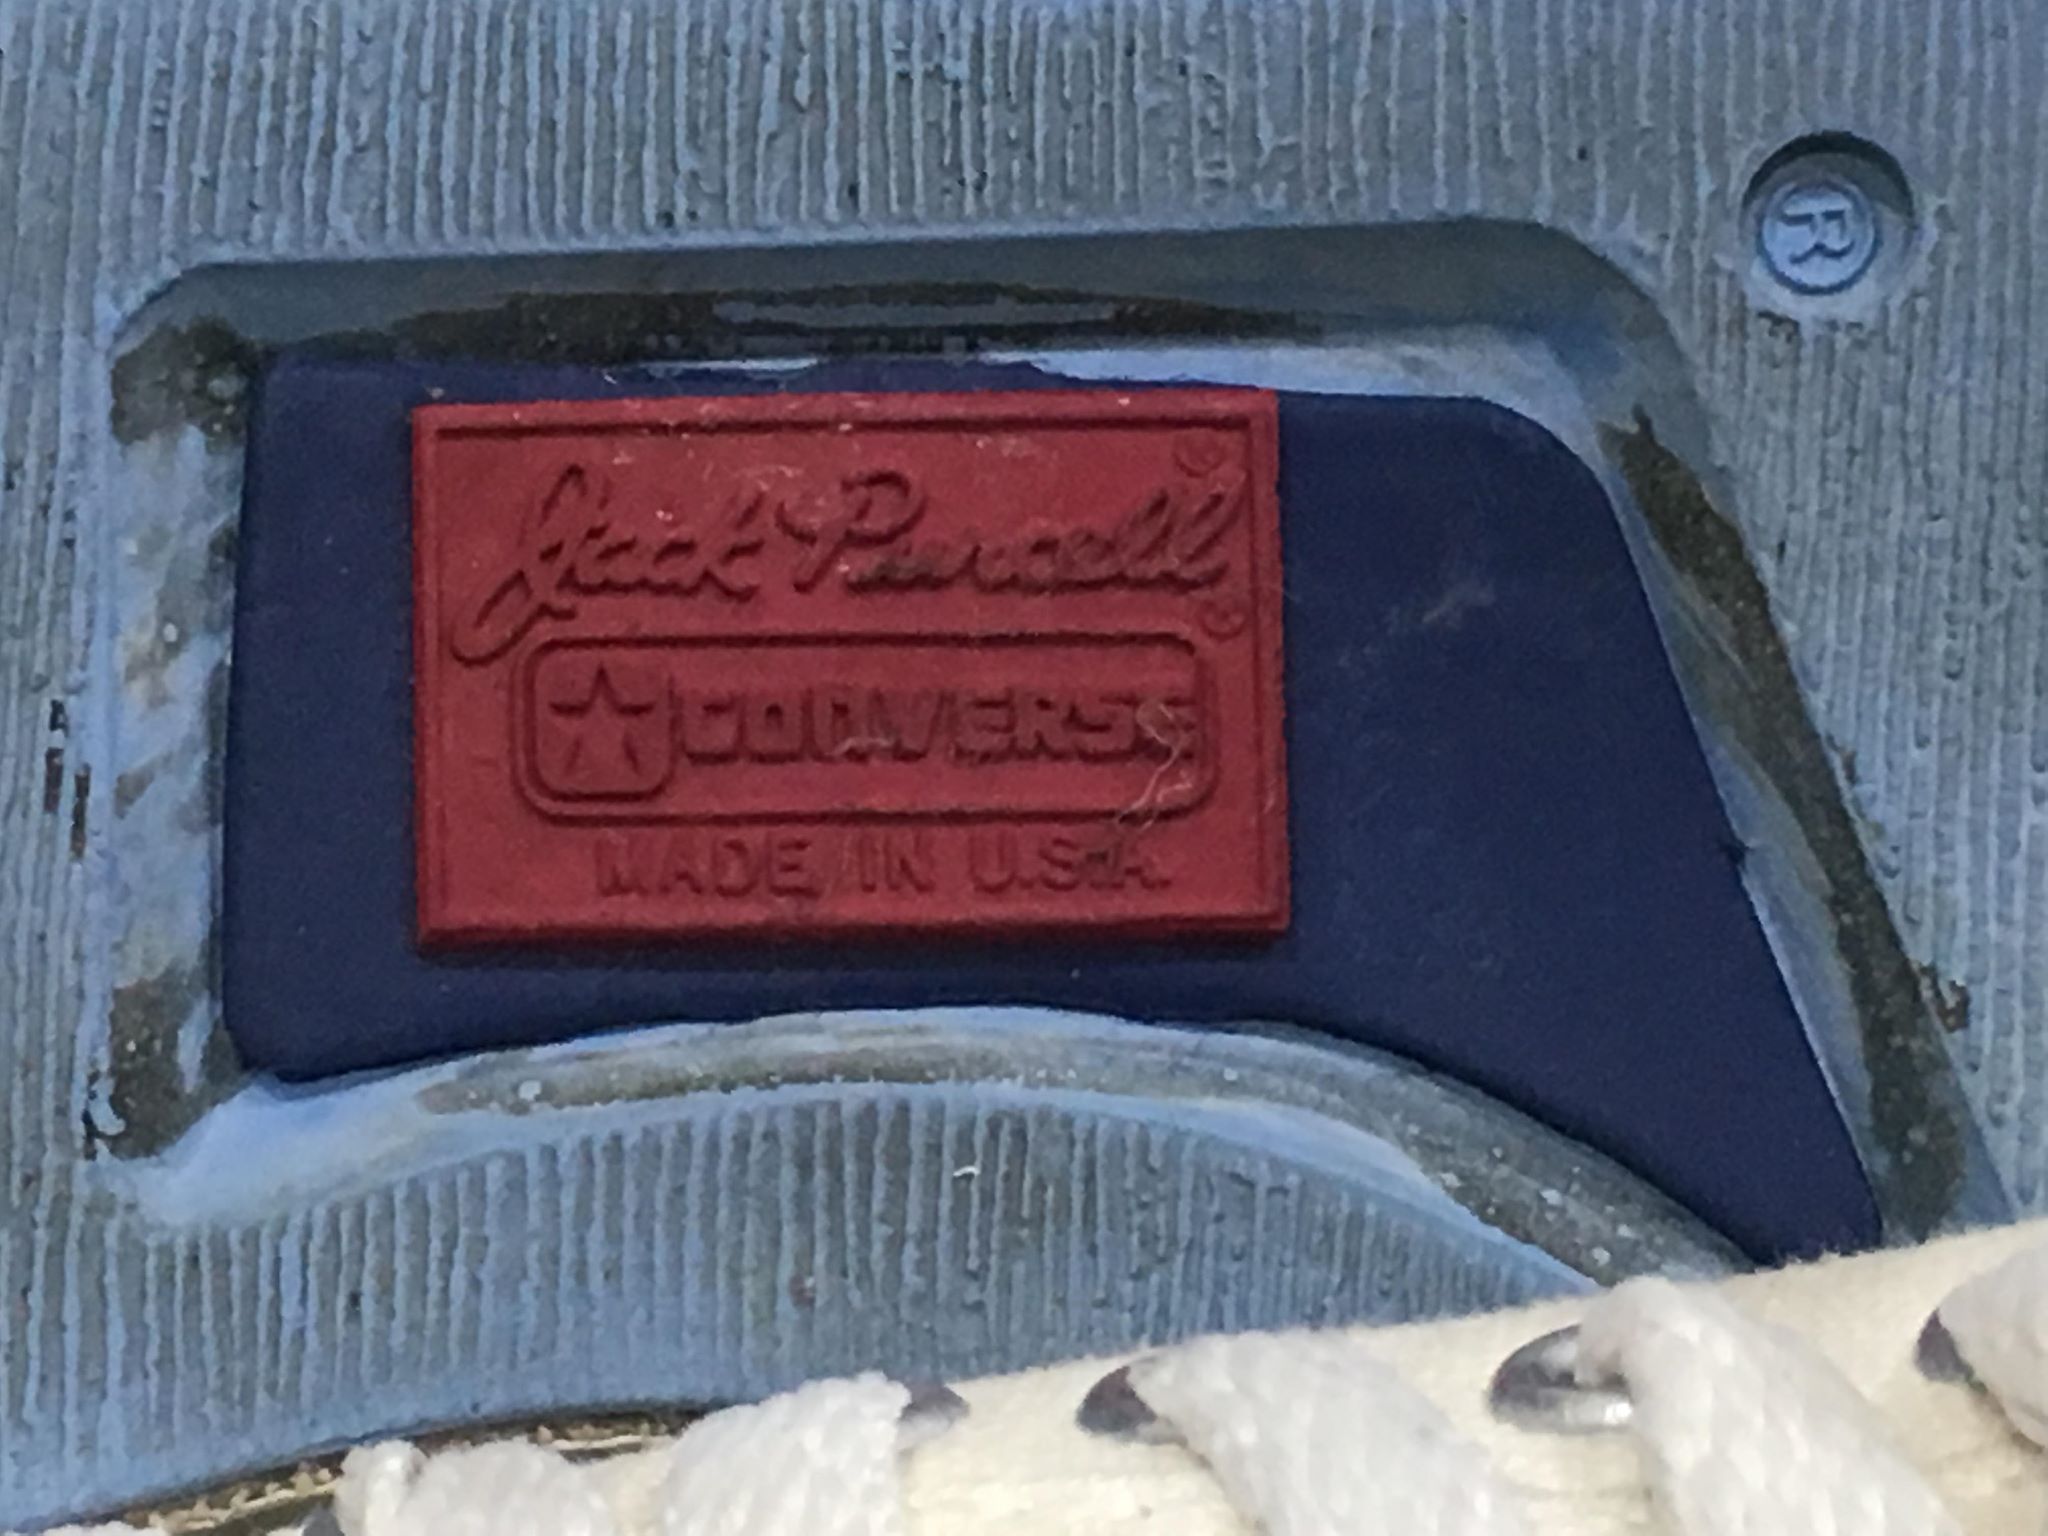 ®
Jack Purcell ®
®
CONVERSE
MADE IN U.S.A.